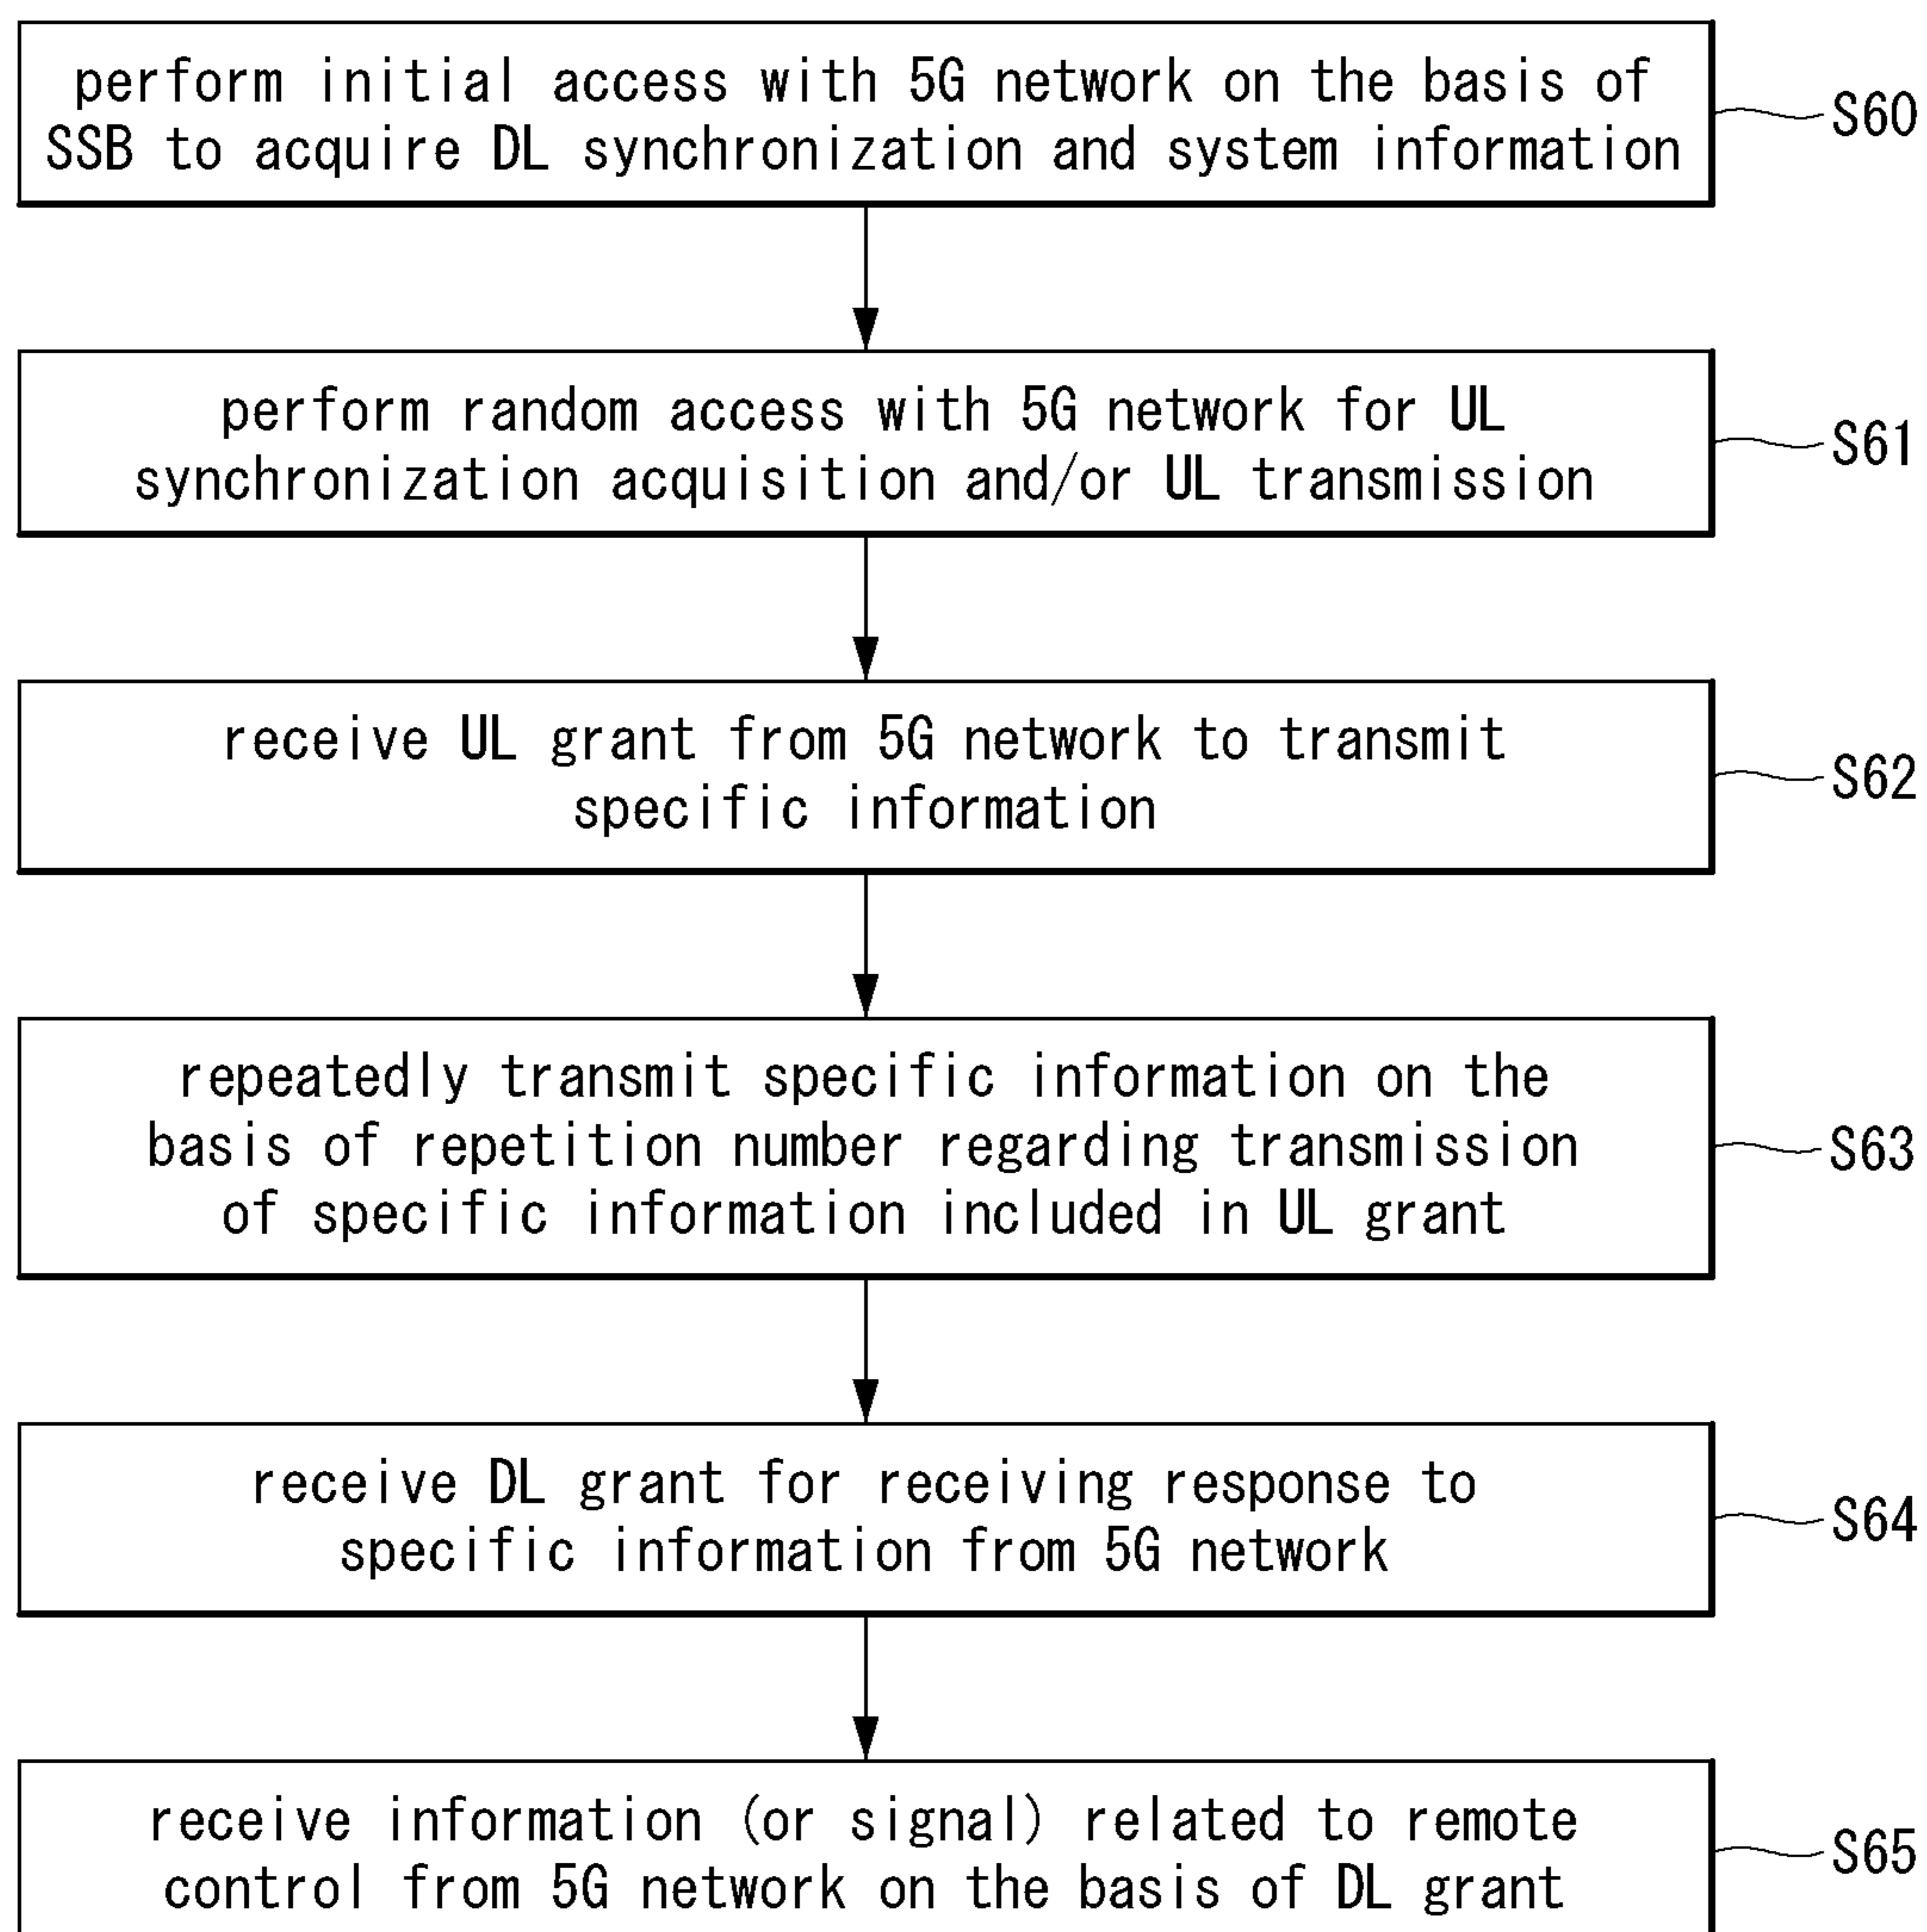 perform initial access with 5G network on the basis of
SSB to acquire DL synchronization and system information
S60
perform random access with 5G network for UL
synchronization acquisition and/or UL transmission
S61
receive UL grant from 5G network to transmit
specific information
S62
repeatedly transmit specific information on the
basis of repetition number regarding transmission
of specific information included in UL grant
S63
receive DL grant for receiving response to
specific information from 5G network
S64
receive information (or signal) related to remote
control from 5G network on the basis of DL grant
S65